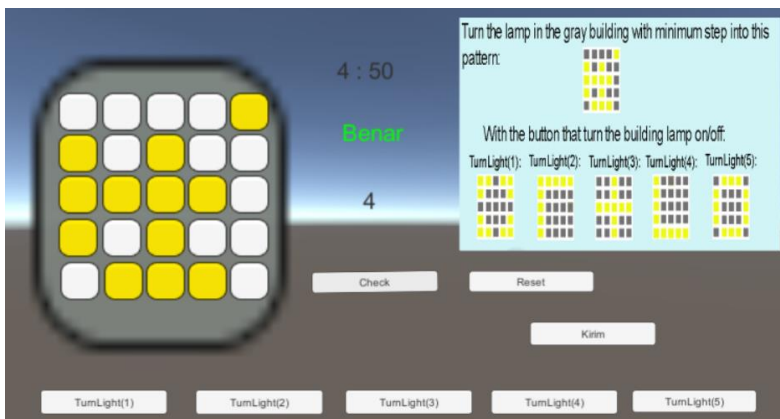 Turn the lamp in the gray building with minimum step into this
pattern:
4 : 50
Benar
With the button that turn the building lamp on/off:
TurnLight(1): TurnLight(2): TurnLight(3): TurnLight(4): TurnLight(5):
4
Check
Reset
Kirim
TurnLight(1)
TurnLight(2)
TurnLight(3)
TurnLight(4)
TurnLight(5)